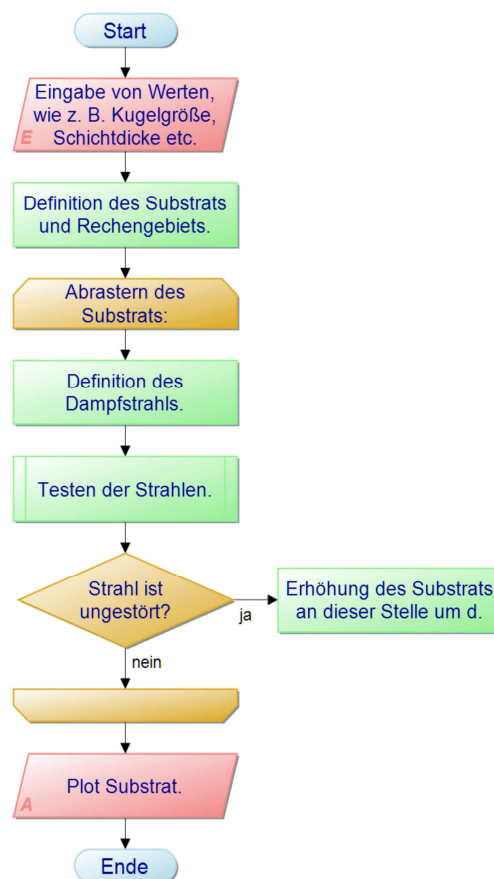 Start
Eingabe von Werten,
wie z. B. Kugelgröße,
Schichtdicke etc.
E
Definition des Substrats
und Rechengebiets.
Abrastern des
Substrats:
Definition des
Dampfstrahls.
Testen der Strahlen.
Strahl ist
ungestört?
ja
Erhöhung des Substrats
an dieser Stelle um d.
nein
Plot Substrat.
A
Ende